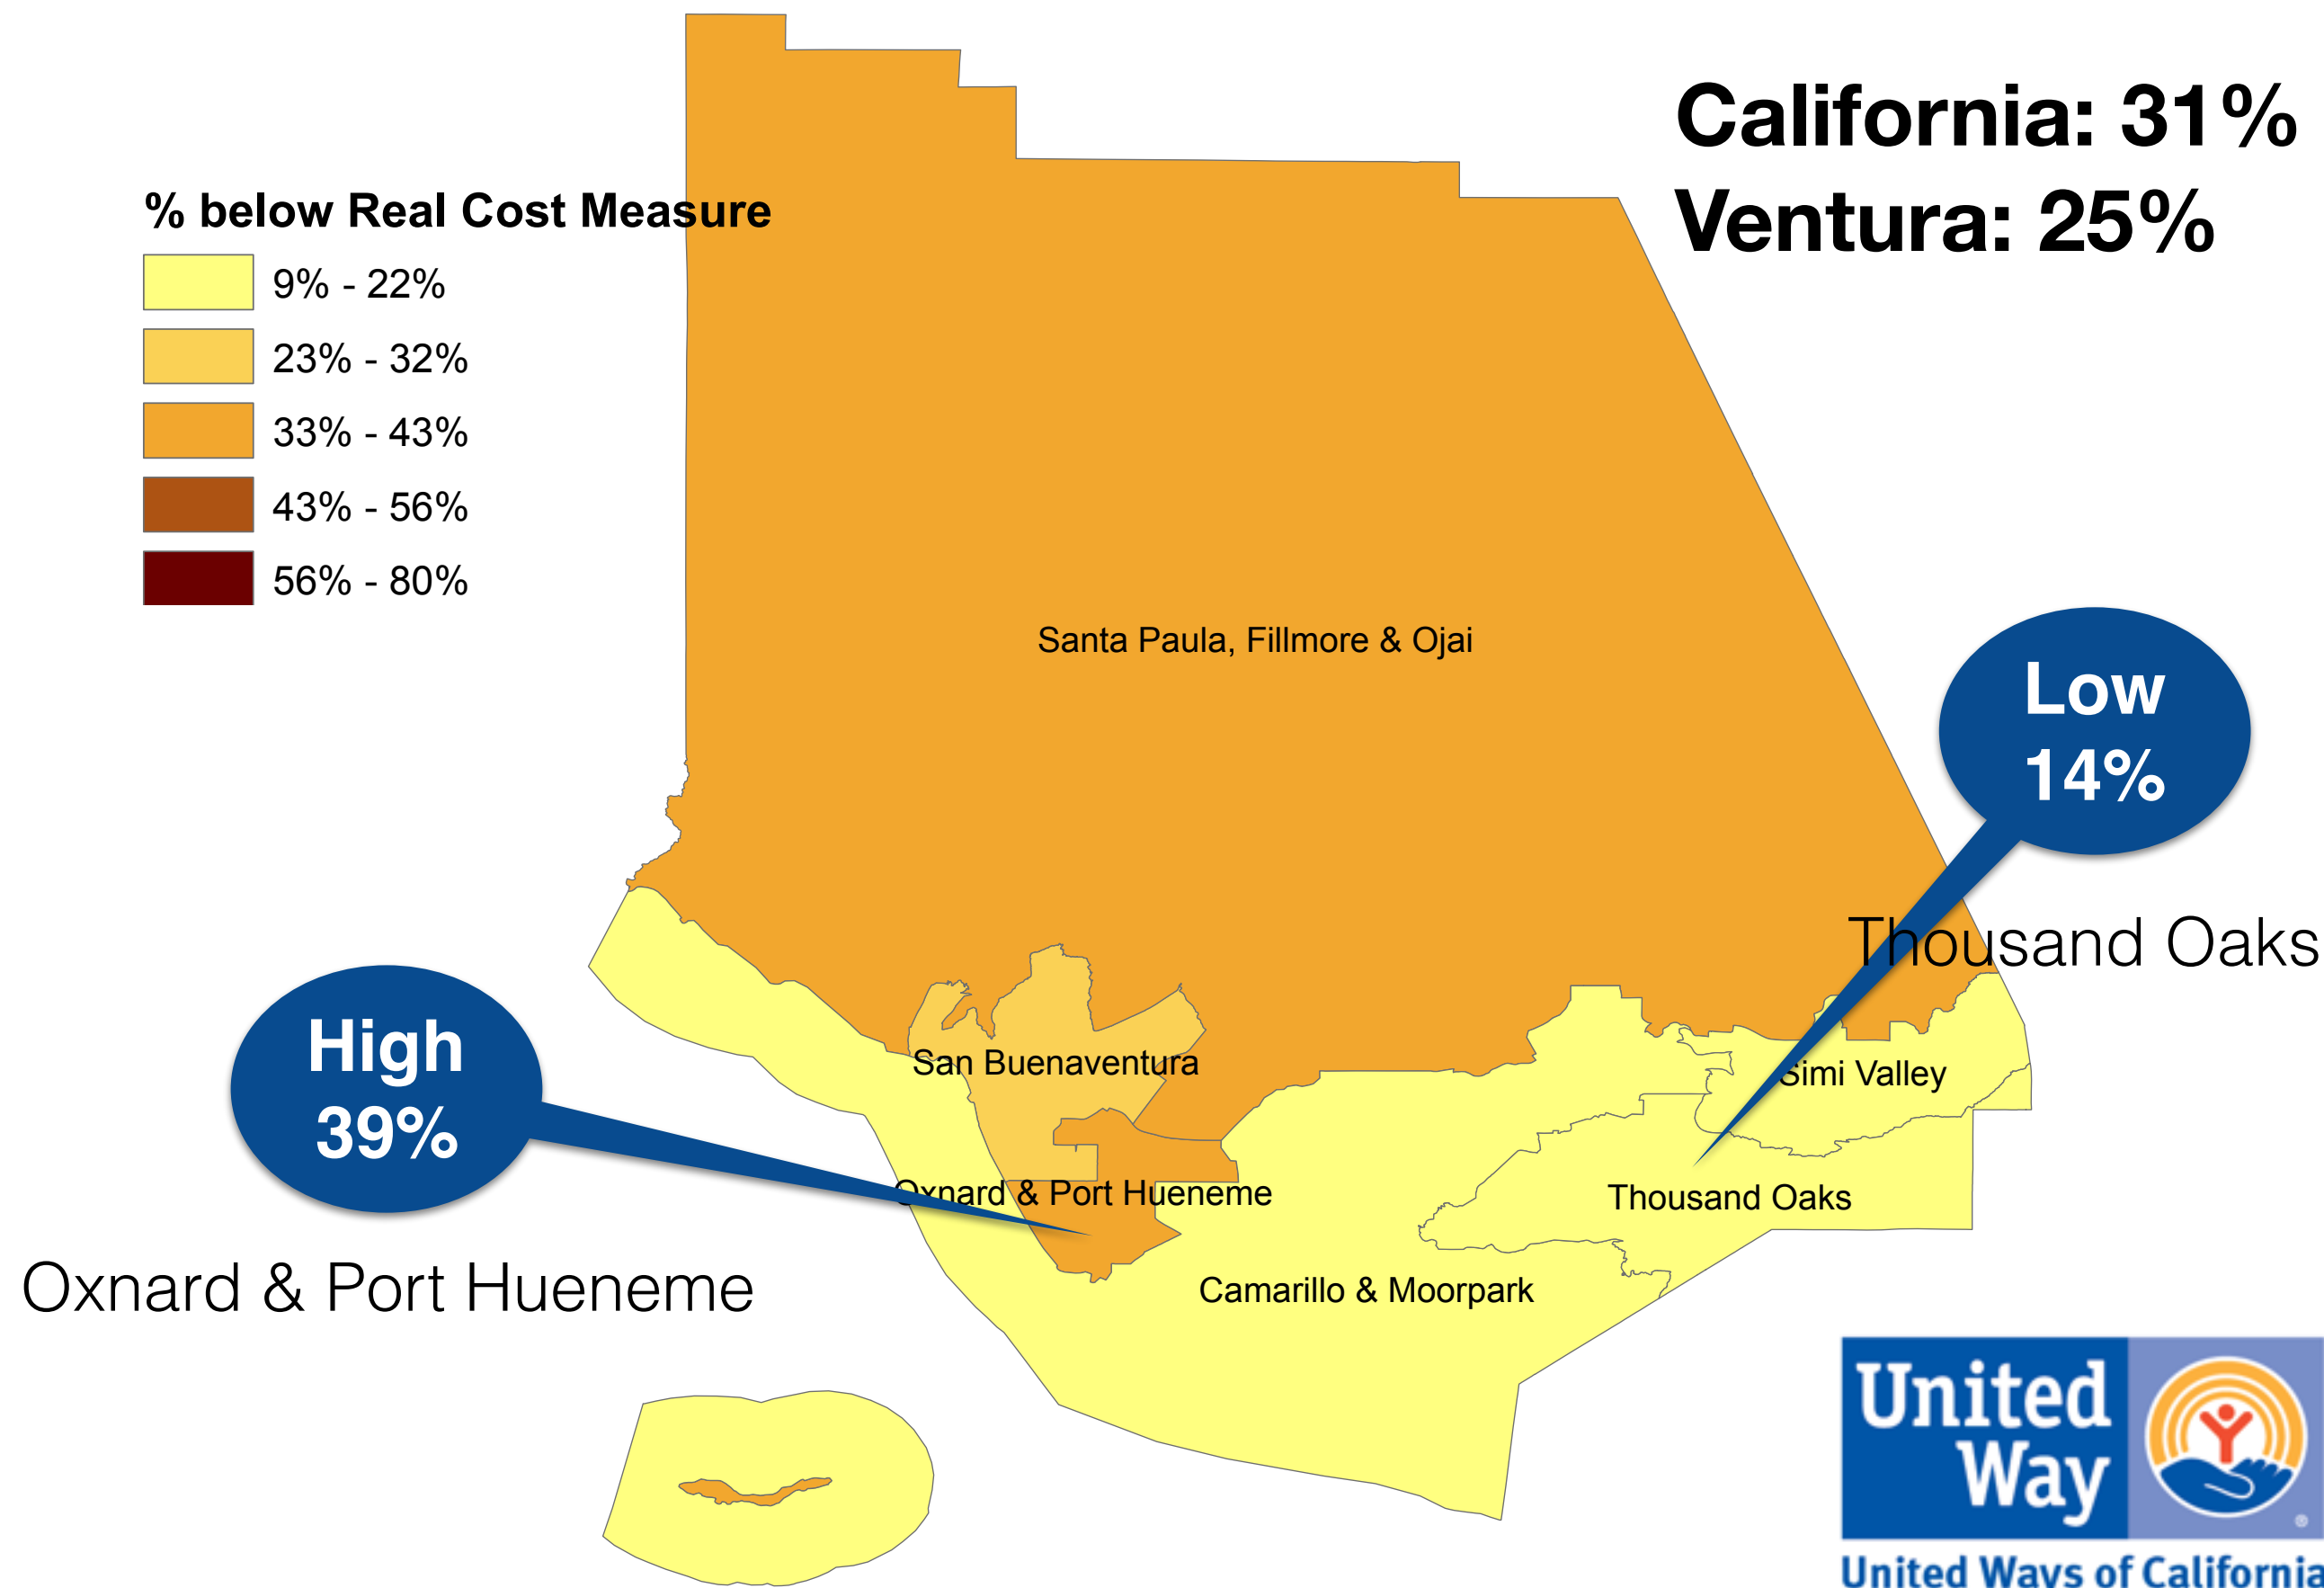 California: 31%
Ventura: 25%
% below Real Cost Measure
9% - 22%
23% - 32%
33% - 43%
43% - 56%
56% - 80%
Santa Paula, Fillmore & Ojai
Low
14%
Thousand Oaks
High
39%
San Buenaventura
Simi Valley
Oxnard & Port Hueneme
Thousand Oaks
Oxnard & Port Hueneme
Camarillo & Moorpark
United
Way
®
United Ways of California